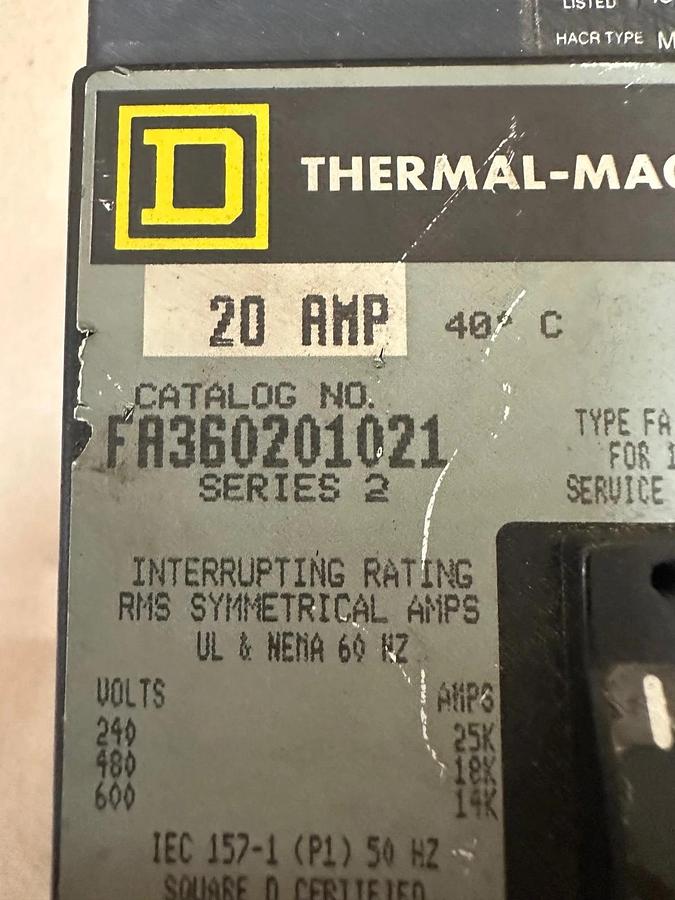 LISTED
HACR TYPE M
D
THERMAL-MAG
20 AMP
40° C
CATALOG NO.
FA360201021
SERIES 2
TYPE FA
FOR 1
SERVICE
INTERRUPTING RATING
RMS SYMMETRICAL AMPS
UL & NEMA 60 HZ
VOLTS AMPS
240 25K
480 18K
600 14K
IEC 157-1 (P1) 50 HZ
SQUARE D CERTIFIED